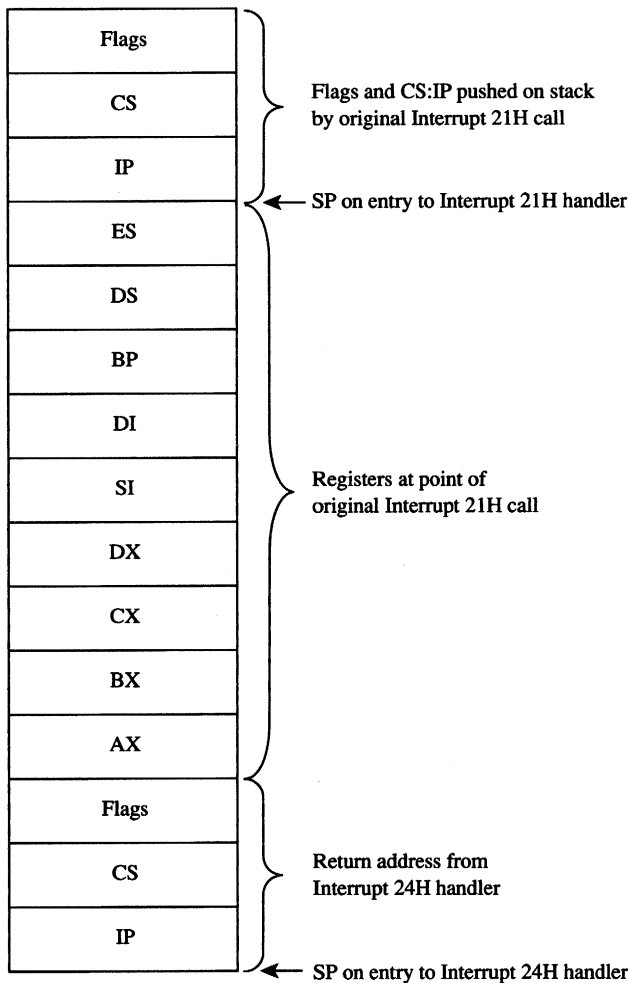 Flags
CS
IP
Flags and CS:IP pushed on stack
by original Interrupt 21H call
SP on entry to Interrupt 21H handler
ES
DS
BP
DI
SI
DX
CX
BX
AX
Registers at point of
original Interrupt 21H call
Flags
CS
IP
Return address from
Interrupt 24H handler
SP on entry to Interrupt 24H handler